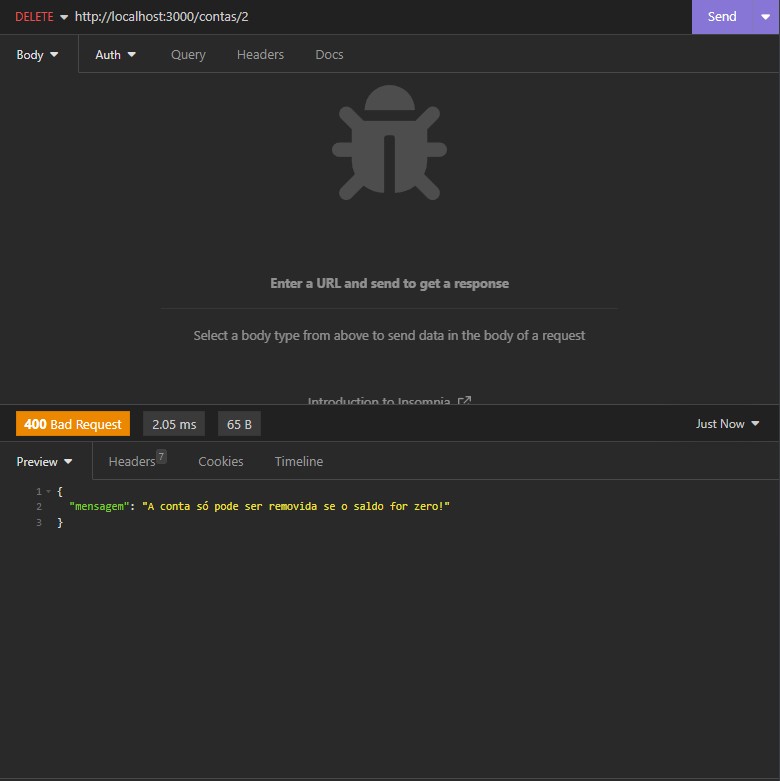 DELETE http://localhost:3000/contas/2 Send
Body Auth Query Headers Docs
Enter a URL and send to get a response
Select a body type from above to send data in the body of a request
Introduction to Insomnia
400 Bad Request 2.05 ms 65 B Just Now
Preview Headers 7 Cookies Timeline
1 {
2 "mensagem": "A conta só pode ser removida se o saldo for zero!"
3 }